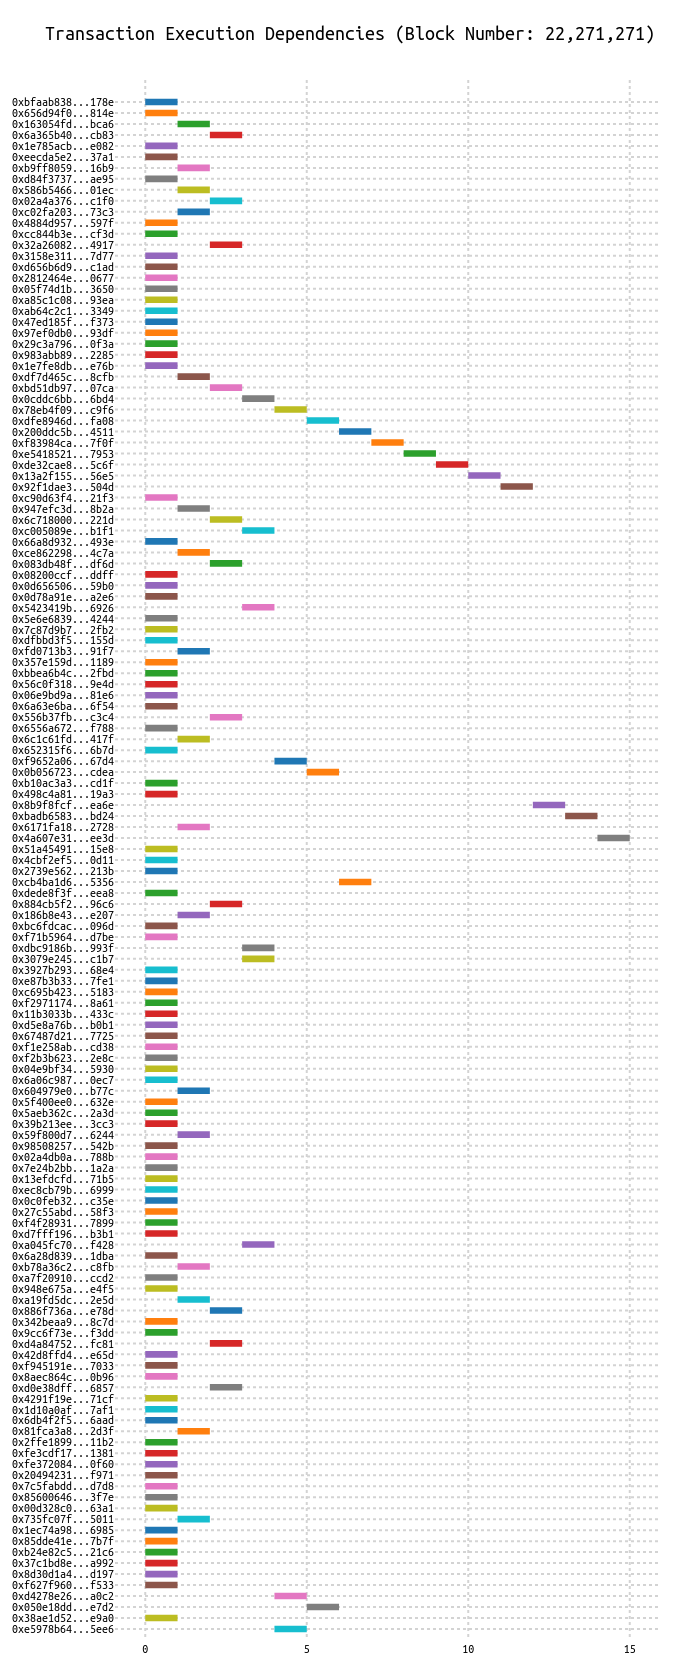 Transaction Execution Dependencies (Block Number: 22,271,271)
0xbfaab838...178e
0x656d94f0...814e
0x163054fd...bca6
0x6a365b40...cb83
0x1e785acb...e082
0xeecda5e2...37a1
0xb9ff8059...16b9
0xd84f3737...ae95
0x586b5466...01ec
0x02a4a376...c1f0
0xc02fa203...73c3
0x4884d957...597f
0xcc844b3e...cf3d
0x32a26082...4917
0x3158e311...7d77
0xd656b6d9...c1ad
0x2812464e...0677
0x05f74d1b...3650
0xa85c1c08...93ea
0xab64c2c1...3349
0x47ed185f...f373
0x97ef0db0...93df
0x29c3a796...0f3a
0x983abb89...2285
0x1e7fe8db...e76b
0xdf7d465c...8cfb
0xbd51db97...07ca
0x0cddc6bb...6bd4
0x78eb4f09...c9f6
0xdfe8946d...fa08
0x200ddc5b...4511
0xf83984ca...7f0f
0xe5418521...7953
0xde32cae8...5c6f
0x13a2f155...56e5
0x92f1dae3...504d
0xc90d63f4...21f3
0x947efc3d...8b2a
0x6c718000...221d
0xc005089e...b1f1
0x66a8d932...493e
0xce862298...4c7a
0x083db48f...df6d
0x08200ccf...ddff
0x0d656506...59b0
0x0d78a91e...a2e6
0x5423419b...6926
0x5e6e6839...4244
0x7c87d9b7...2fb2
0xdfbbd3f5...155d
0xfd0713b3...91f7
0x357e159d...1189
0xbbea6b4c...2fbd
0x56c0f318...9e4d
0x06e9bd9a...81e6
0x6a63e6ba...6f54
0x556b37fb...c3c4
0x6556a672...f788
0x6c1c61fd...417f
0x652315f6...6b7d
0xf9652a06...67d4
0x0b056723...cdea
0xb10ac3a3...cd1f
0x498c4a81...19a3
0x8b9f8fcf...ea6e
0xbadb6583...bd24
0x6171fa18...2728
0x4a607e31...ee3d
0x51a45491...15e8
0x4cbf2ef5...0d11
0x2739e562...213b
0xcb4ba1d6...5356
0xdede8f3f...eea8
0x884cb5f2...96c6
0x186b8e43...e207
0xbc6fdcac...096d
0xf71b5964...d7be
0xdbc9186b...993f
0x3079e245...c1b7
0x3927b293...68e4
0xe87b3b33...7fe1
0xc695b423...5183
0xf2971174...8a61
0x11b3033b...433c
0xd5e8a76b...b0b1
0x67487d21...7725
0xf1e258ab...cd38
0xf2b3b623...2e8c
0x04e9bf34...5930
0x6a06c987...0ec7
0x604979e0...b77c
0x5f400ee0...632e
0x5aeb362c...2a3d
0x39b213ee...3cc3
0x59f800d7...6244
0x98508257...542b
0x02a4db0a...788b
0x7e24b2bb...1a2a
0x13efdcfd...71b5
0xec8cb79b...6999
0x0c0feb32...c35e
0x27c55abd...58f3
0xf4f28931...7899
0xd7fff196...b3b1
0xa045fc70...f428
0x6a28d839...1dba
0xb78a36c2...c8fb
0xa7f20910...ccd2
0x948e675a...e4f5
0xa19fd5dc...2e5d
0x886f736a...e78d
0x342beaa9...8c7d
0x9cc6f73e...f3dd
0xd4a84752...fc81
0x42d8ffd4...e65d
0xf945191e...7033
0x8aec864c...0b96
0xd0e38dff...6857
0x4291f19e...71cf
0x1d10a0af...7af1
0x6db4f2f5...6aad
0x81fca3a8...2d3f
0x2ffe1899...11b2
0xfe3cdf17...1381
0xfe372084...0f60
0x20494231...f971
0x7c5fabdd...d7d8
0x85600646...3f7e
0x00d328c0...63a1
0x735fc07f...5011
0x1ec74a98...6985
0x85dde41e...7b7f
0xb24e82c5...21c6
0x37c1bd8e...a992
0x8d30d1a4...d197
0xf627f960...f533
0xd4278e26...a0c2
0x050e18dd...e7d2
0x38ae1d52...e9a0
0xe5978b64...5ee6
0 5 10 15